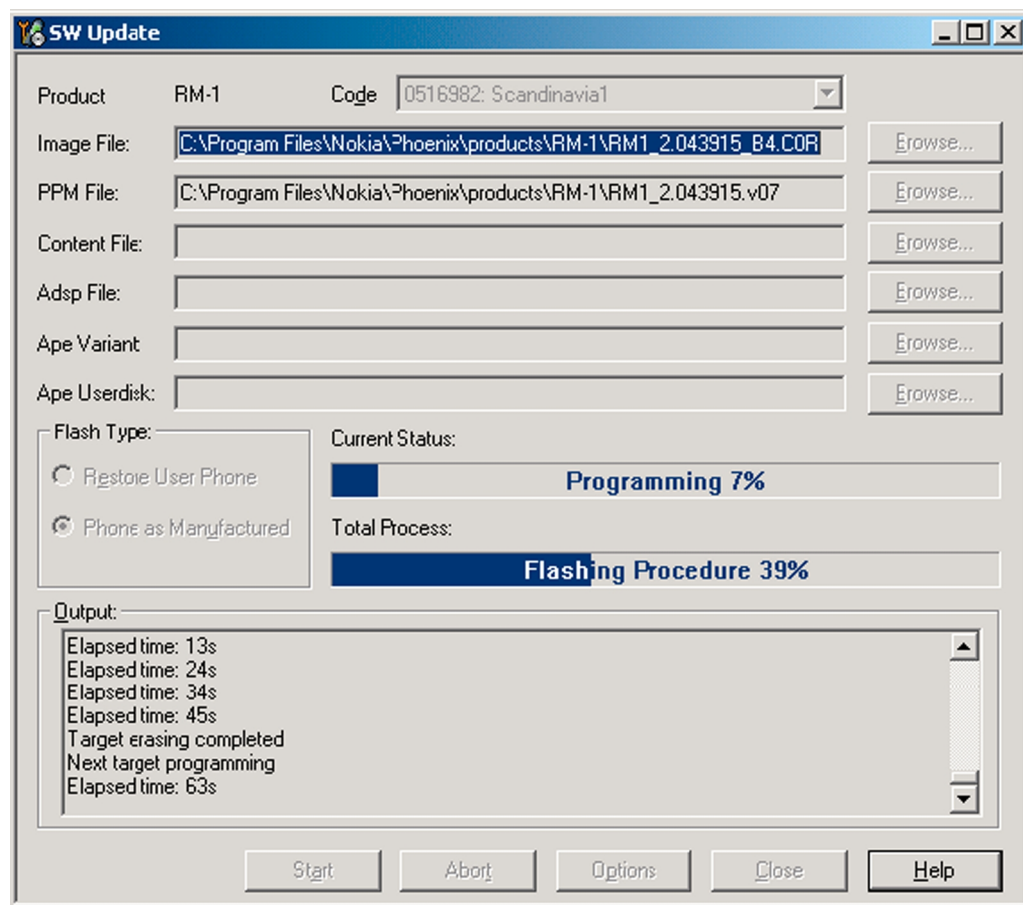 SW Update
Product RM-1 Code 0516982: Scandinavia1
Image File: C:\Program Files\Nokia\Phoenix\products\RM-1\RM1_2.043915_B4.C0R Browse...
PPM File: C:\Program Files\Nokia\Phoenix\products\RM-1\RM1_2.043915.v07 Browse...
Content File: Browse...
Adsp File: Browse...
Ape Variant Browse...
Ape Userdisk: Browse...
Flash Type:
Restore User Phone
Phone as Manufactured
Current Status:
Programming 7%
Total Process:
Flashing Procedure 39%
Output:
Elapsed time: 13s
Elapsed time: 24s
Elapsed time: 34s
Elapsed time: 45s
Target erasing completed
Next target programming
Elapsed time: 63s
Start Abort Options Close Help